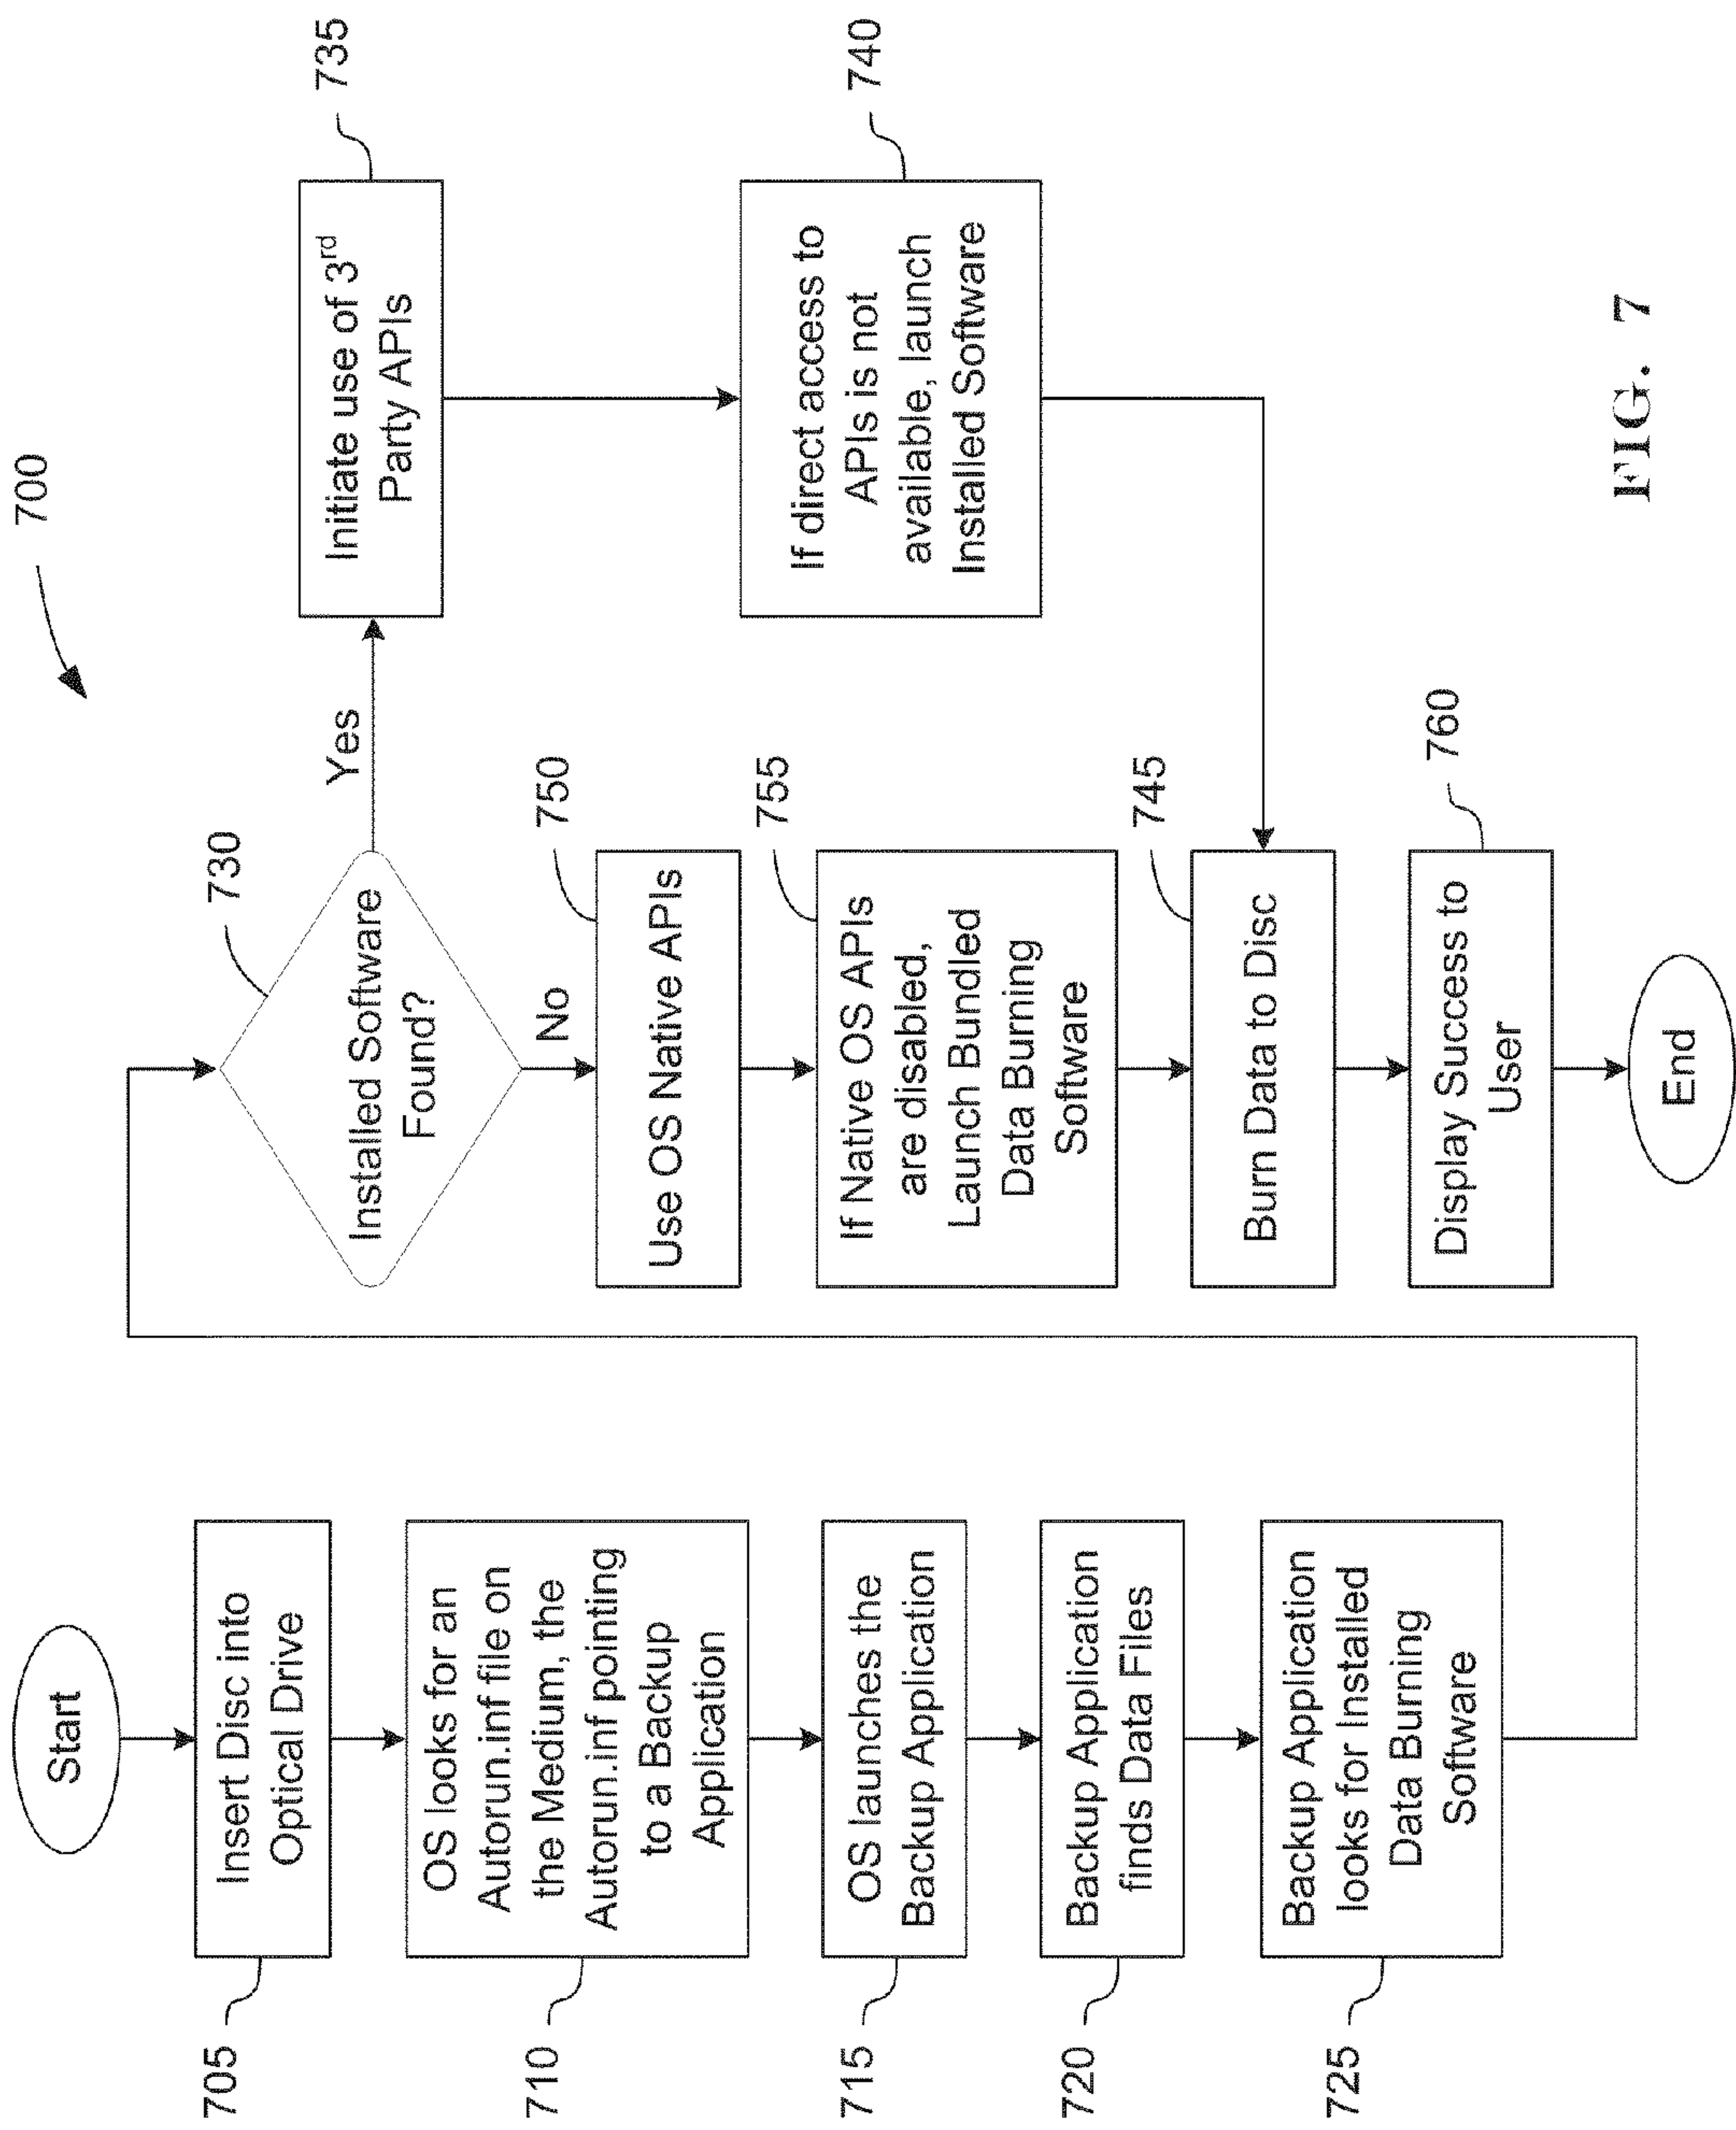 700
Start
Insert Disc into
Optical Drive
705
OS looks for an
Autorun.inf file on
the Medium, the
Autorun.inf pointing
to a Backup
Application
710
OS launches the
Backup Application
715
Backup Application
finds Data Files
720
Backup Application
looks for Installed
Data Burning
Software
725
Installed Software
Found?
730
Yes
No
Initiate use of 3rd
Party APIs
735
If direct access to
APIs is not
available, launch
Installed Software
740
Use OS Native APIs
750
If Native OS APIs
are disabled,
Launch Bundled
Data Burning
Software
755
Burn Data to Disc
745
Display Success to
User
760
End
FIG. 7